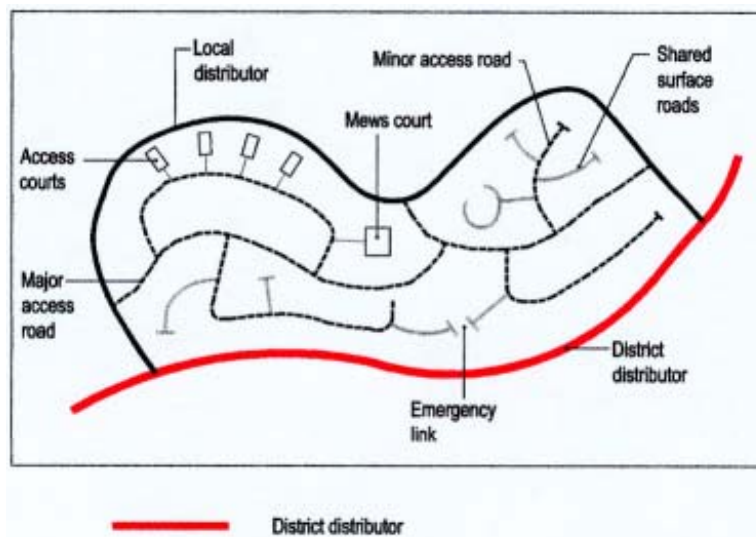 Local
distributor
Minor access road
Shared
surface
roads
Mews court
Access
courts
Major
access
road
District
distributor
Emergency
link
District distributor